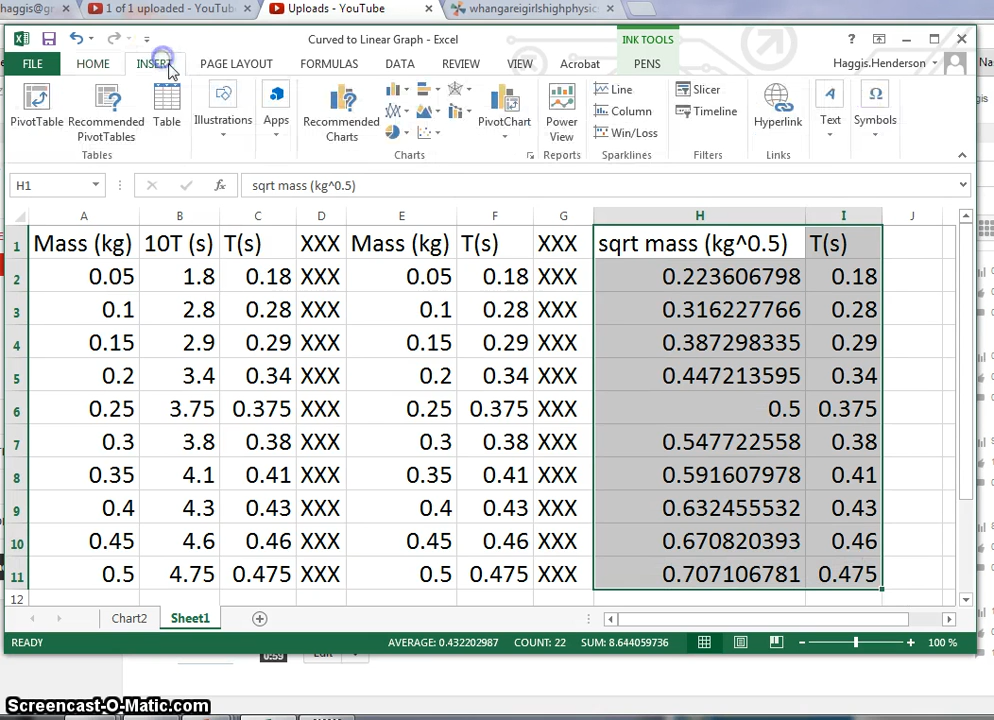 haggis@gr
1 of 1 uploaded - YouTub
Uploads - YouTube
whangareigirlshighphysic
Curved to Linear Graph - Excel
INK TOOLS
FILE HOME INSERT PAGE LAYOUT FORMULAS DATA REVIEW VIEW Acrobat PENS
Haggis.Henderson
PivotTable
Recommended PivotTables
Table
Illustrations
Apps
Recommended Charts
PivotChart
Power View
Line
Column
Win/Loss
Slicer
Timeline
Hyperlink
Text
Symbols
Tables Charts Reports Sparklines Filters Links
H1 fx sqrt mass (kg^0.5)
A B C D E F G H I J
1 Mass (kg) 10T (s) T(s) XXX Mass (kg) T(s) XXX sqrt mass (kg^0.5) T(s)
2 0.05 1.8 0.18 XXX 0.05 0.18 XXX 0.223606798 0.18
3 0.1 2.8 0.28 XXX 0.1 0.28 XXX 0.316227766 0.28
4 0.15 2.9 0.29 XXX 0.15 0.29 XXX 0.387298335 0.29
5 0.2 3.4 0.34 XXX 0.2 0.34 XXX 0.447213595 0.34
6 0.25 3.75 0.375 XXX 0.25 0.375 XXX 0.5 0.375
7 0.3 3.8 0.38 XXX 0.3 0.38 XXX 0.547722558 0.38
8 0.35 4.1 0.41 XXX 0.35 0.41 XXX 0.591607978 0.41
9 0.4 4.3 0.43 XXX 0.4 0.43 XXX 0.632455532 0.43
10 0.45 4.6 0.46 XXX 0.45 0.46 XXX 0.670820393 0.46
11 0.5 4.75 0.475 XXX 0.5 0.475 XXX 0.707106781 0.475
12
Chart2 Sheet1
READY AVERAGE: 0.432202987 COUNT: 22 SUM: 8.644059736 100 %
Screencast-O-Matic.com